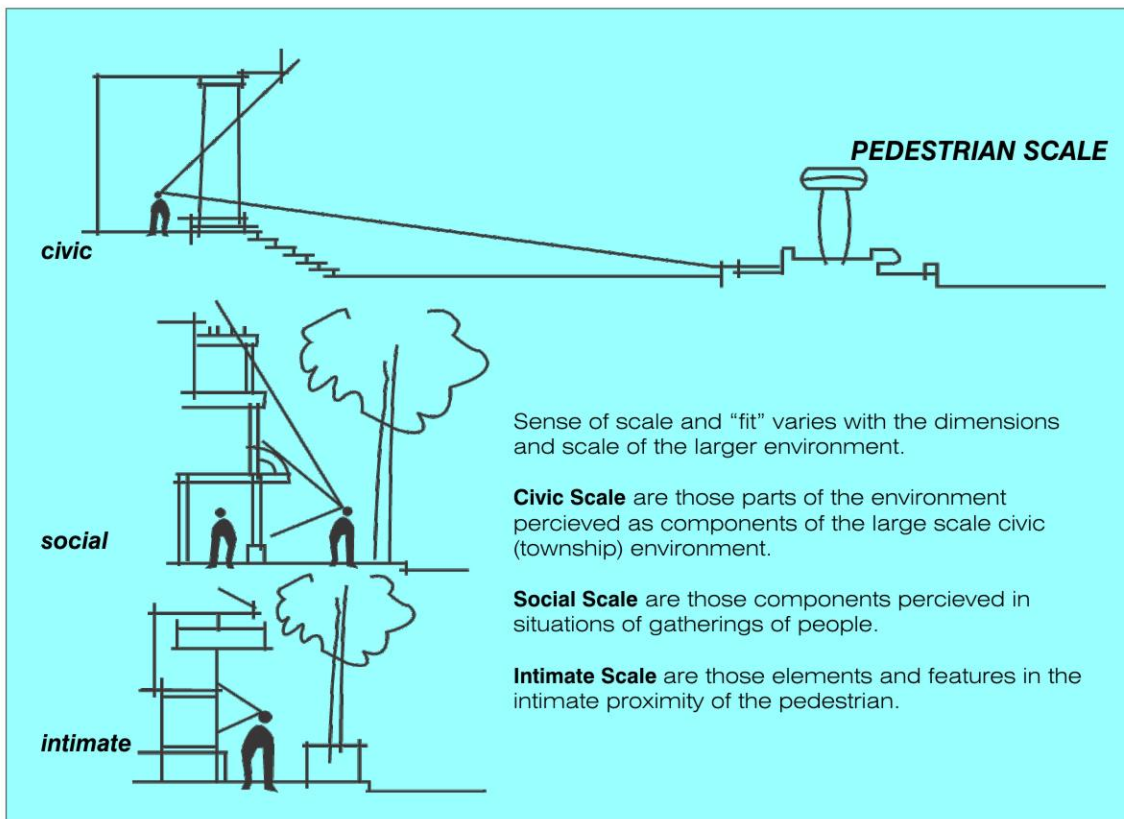 PEDESTRIAN SCALE
civic
social
Sense of scale and “fit” varies with the dimensions
and scale of the larger environment.
Civic Scale are those parts of the environment
percieved as components of the large scale civic
(township) environment.
Social Scale are those components percieved in
situations of gatherings of people.
Intimate Scale are those elements and features in the
intimate proximity of the pedestrian.
intimate